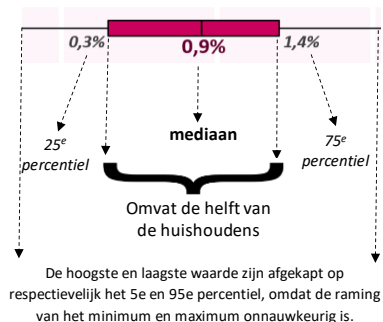 0,3%
0,9%
1,4%
25e
percentiel
mediaan
75e
percentiel
Omvat de helft van
de huishoudens
De hoogste en laagste waarde zijn afgekapt op
respectievelijk het 5e en 95e percentiel, omdat de raming
van het minimum en maximum onnauwkeurig is.